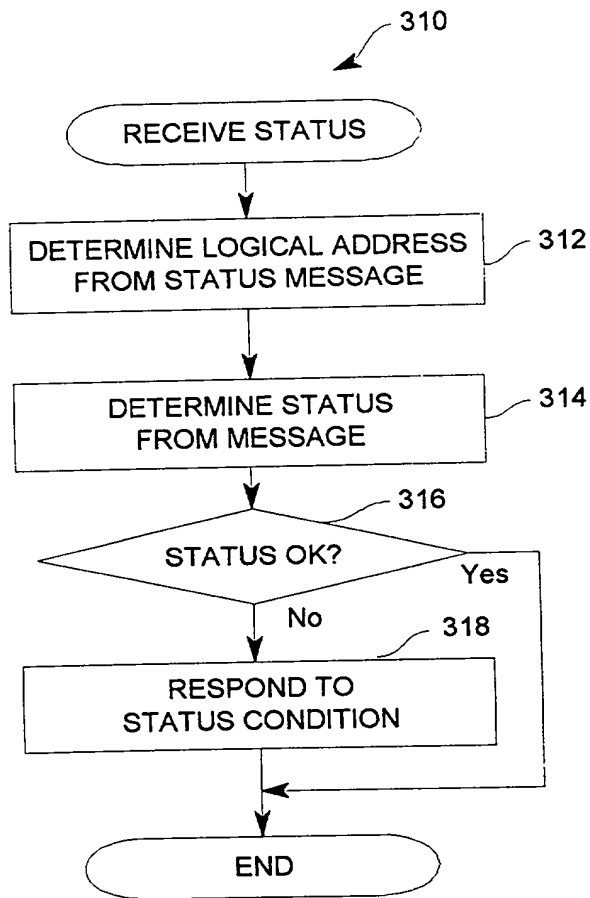 310
RECEIVE STATUS
DETERMINE LOGICAL ADDRESS
FROM STATUS MESSAGE
312
DETERMINE STATUS
FROM MESSAGE
314
316
STATUS OK?
Yes
No
318
RESPOND TO
STATUS CONDITION
END